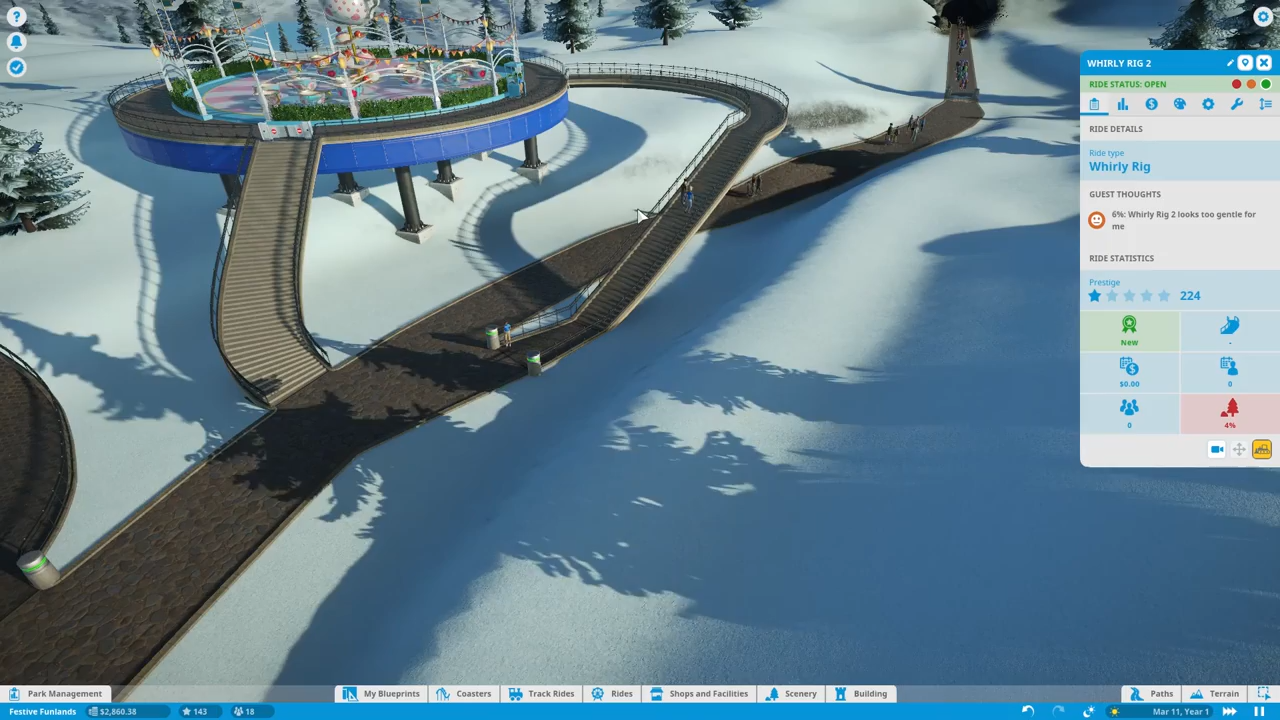 WHIRLY RIG 2
RIDE STATUS: OPEN
RIDE DETAILS
Ride type
Whirly Rig
GUEST THOUGHTS
6%: Whirly Rig 2 looks too gentle for
me
RIDE STATISTICS
Prestige
224
New
-
$0.00
0
0
4%
Park Management
My Blueprints
Coasters
Track Rides
Rides
Shops and Facilities
Scenery
Building
Paths
Terrain
Festive Funlands
$2,860.38
143
18
Mar 11, Year 1